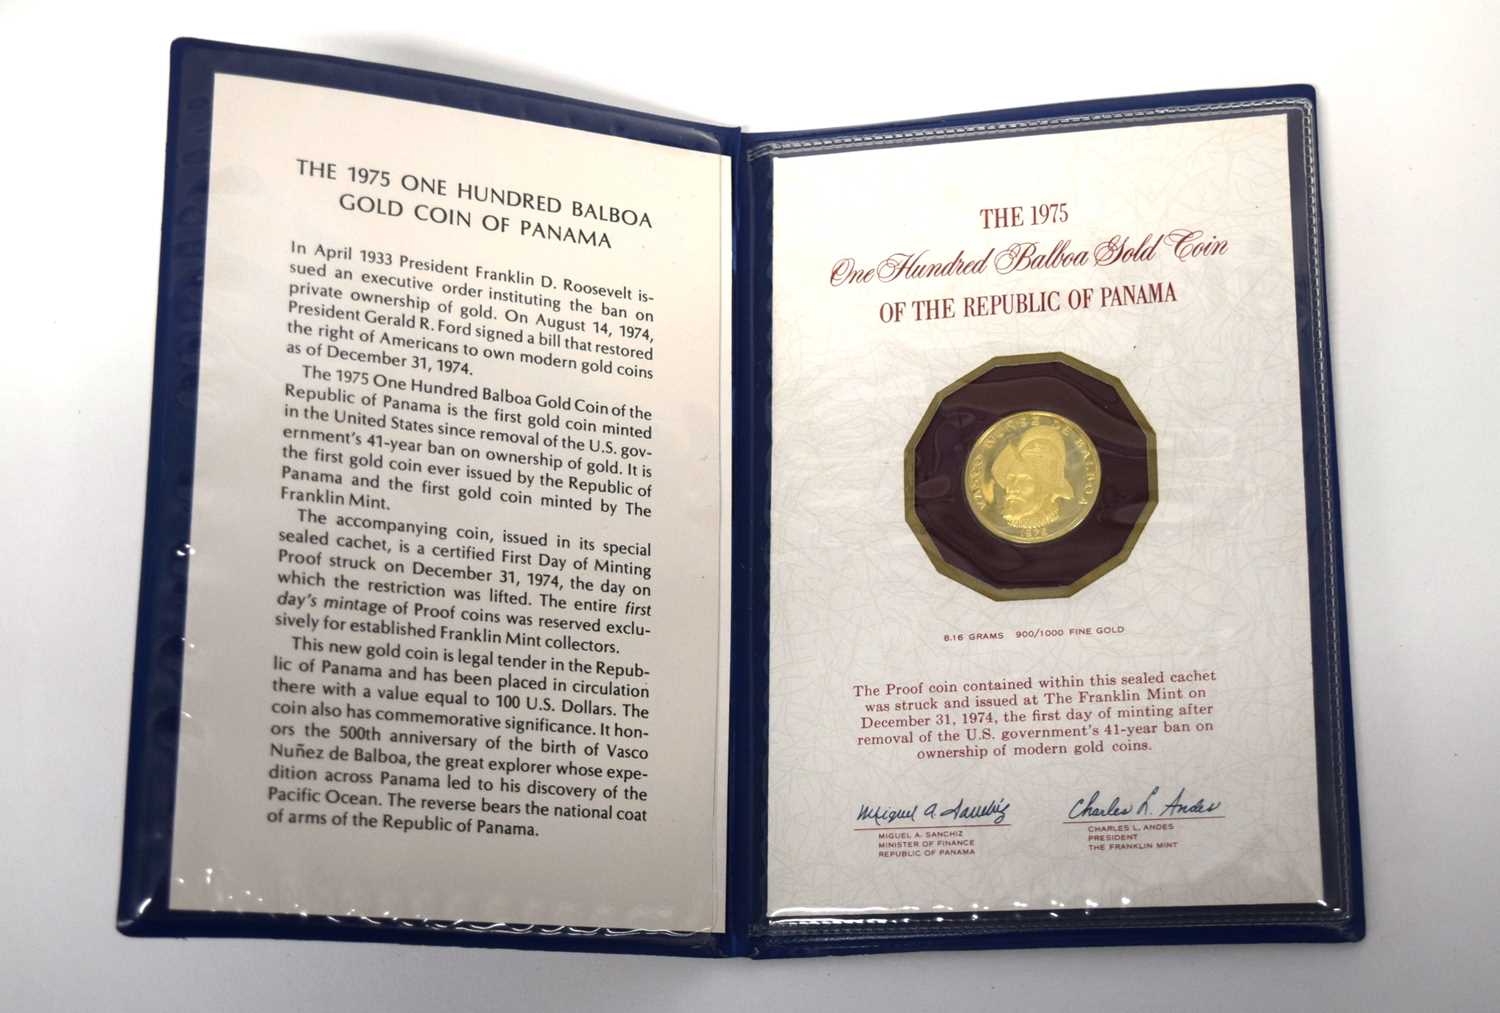 THE 1975 ONE HUNDRED BALBOA
GOLD COIN OF PANAMA
In April 1933 President Franklin D. Roosevelt is-
sued an executive order instituting the ban on
private ownership of gold. On August 14, 1974,
President Gerald R. Ford signed a bill that restored
the right of Americans to own modern gold coins
as of December 31, 1974.
The 1975 One Hundred Balboa Gold Coin of the
Republic of Panama is the first gold coin minted
in the United States since removal of the U.S. gov-
ernment's 41-year ban on ownership of gold. It is
the first gold coin ever issued by the Republic of
Panama and the first gold coin minted by The
Franklin Mint.
The accompanying coin, issued in its special
sealed cachet, is a certified First Day of Minting
Proof struck on December 31, 1974, the day on
which the restriction was lifted. The entire first
day's mintage of Proof coins was reserved exclu-
sively for established Franklin Mint collectors.
This new gold coin is legal tender in the Repub-
lic of Panama and has been placed in circulation
there with a value equal to 100 U.S. Dollars. The
coin also has commemorative significance. It hon-
ors the 500th anniversary of the birth of Vasco
Nuñez de Balboa, the great explorer whose expe-
dition across Panama led to his discovery of the
Pacific Ocean. The reverse bears the national coat
of arms of the Republic of Panama.
THE 1975
One Hundred Balboa Gold Coin
OF THE REPUBLIC OF PANAMA
VASCO NUÑEZ DE BALBOA
1975
8.16 GRAMS 900/1000 FINE GOLD
The Proof coin contained within this sealed cachet
was struck and issued at The Franklin Mint on
December 31, 1974, the first day of minting after
removal of the U.S. government's 41-year ban on
ownership of modern gold coins.
Miguel A. Sanchiz
MIGUEL A. SANCHIZ
MINISTER OF FINANCE
REPUBLIC OF PANAMA
Charles L. Andes
CHARLES L. ANDES
PRESIDENT
THE FRANKLIN MINT